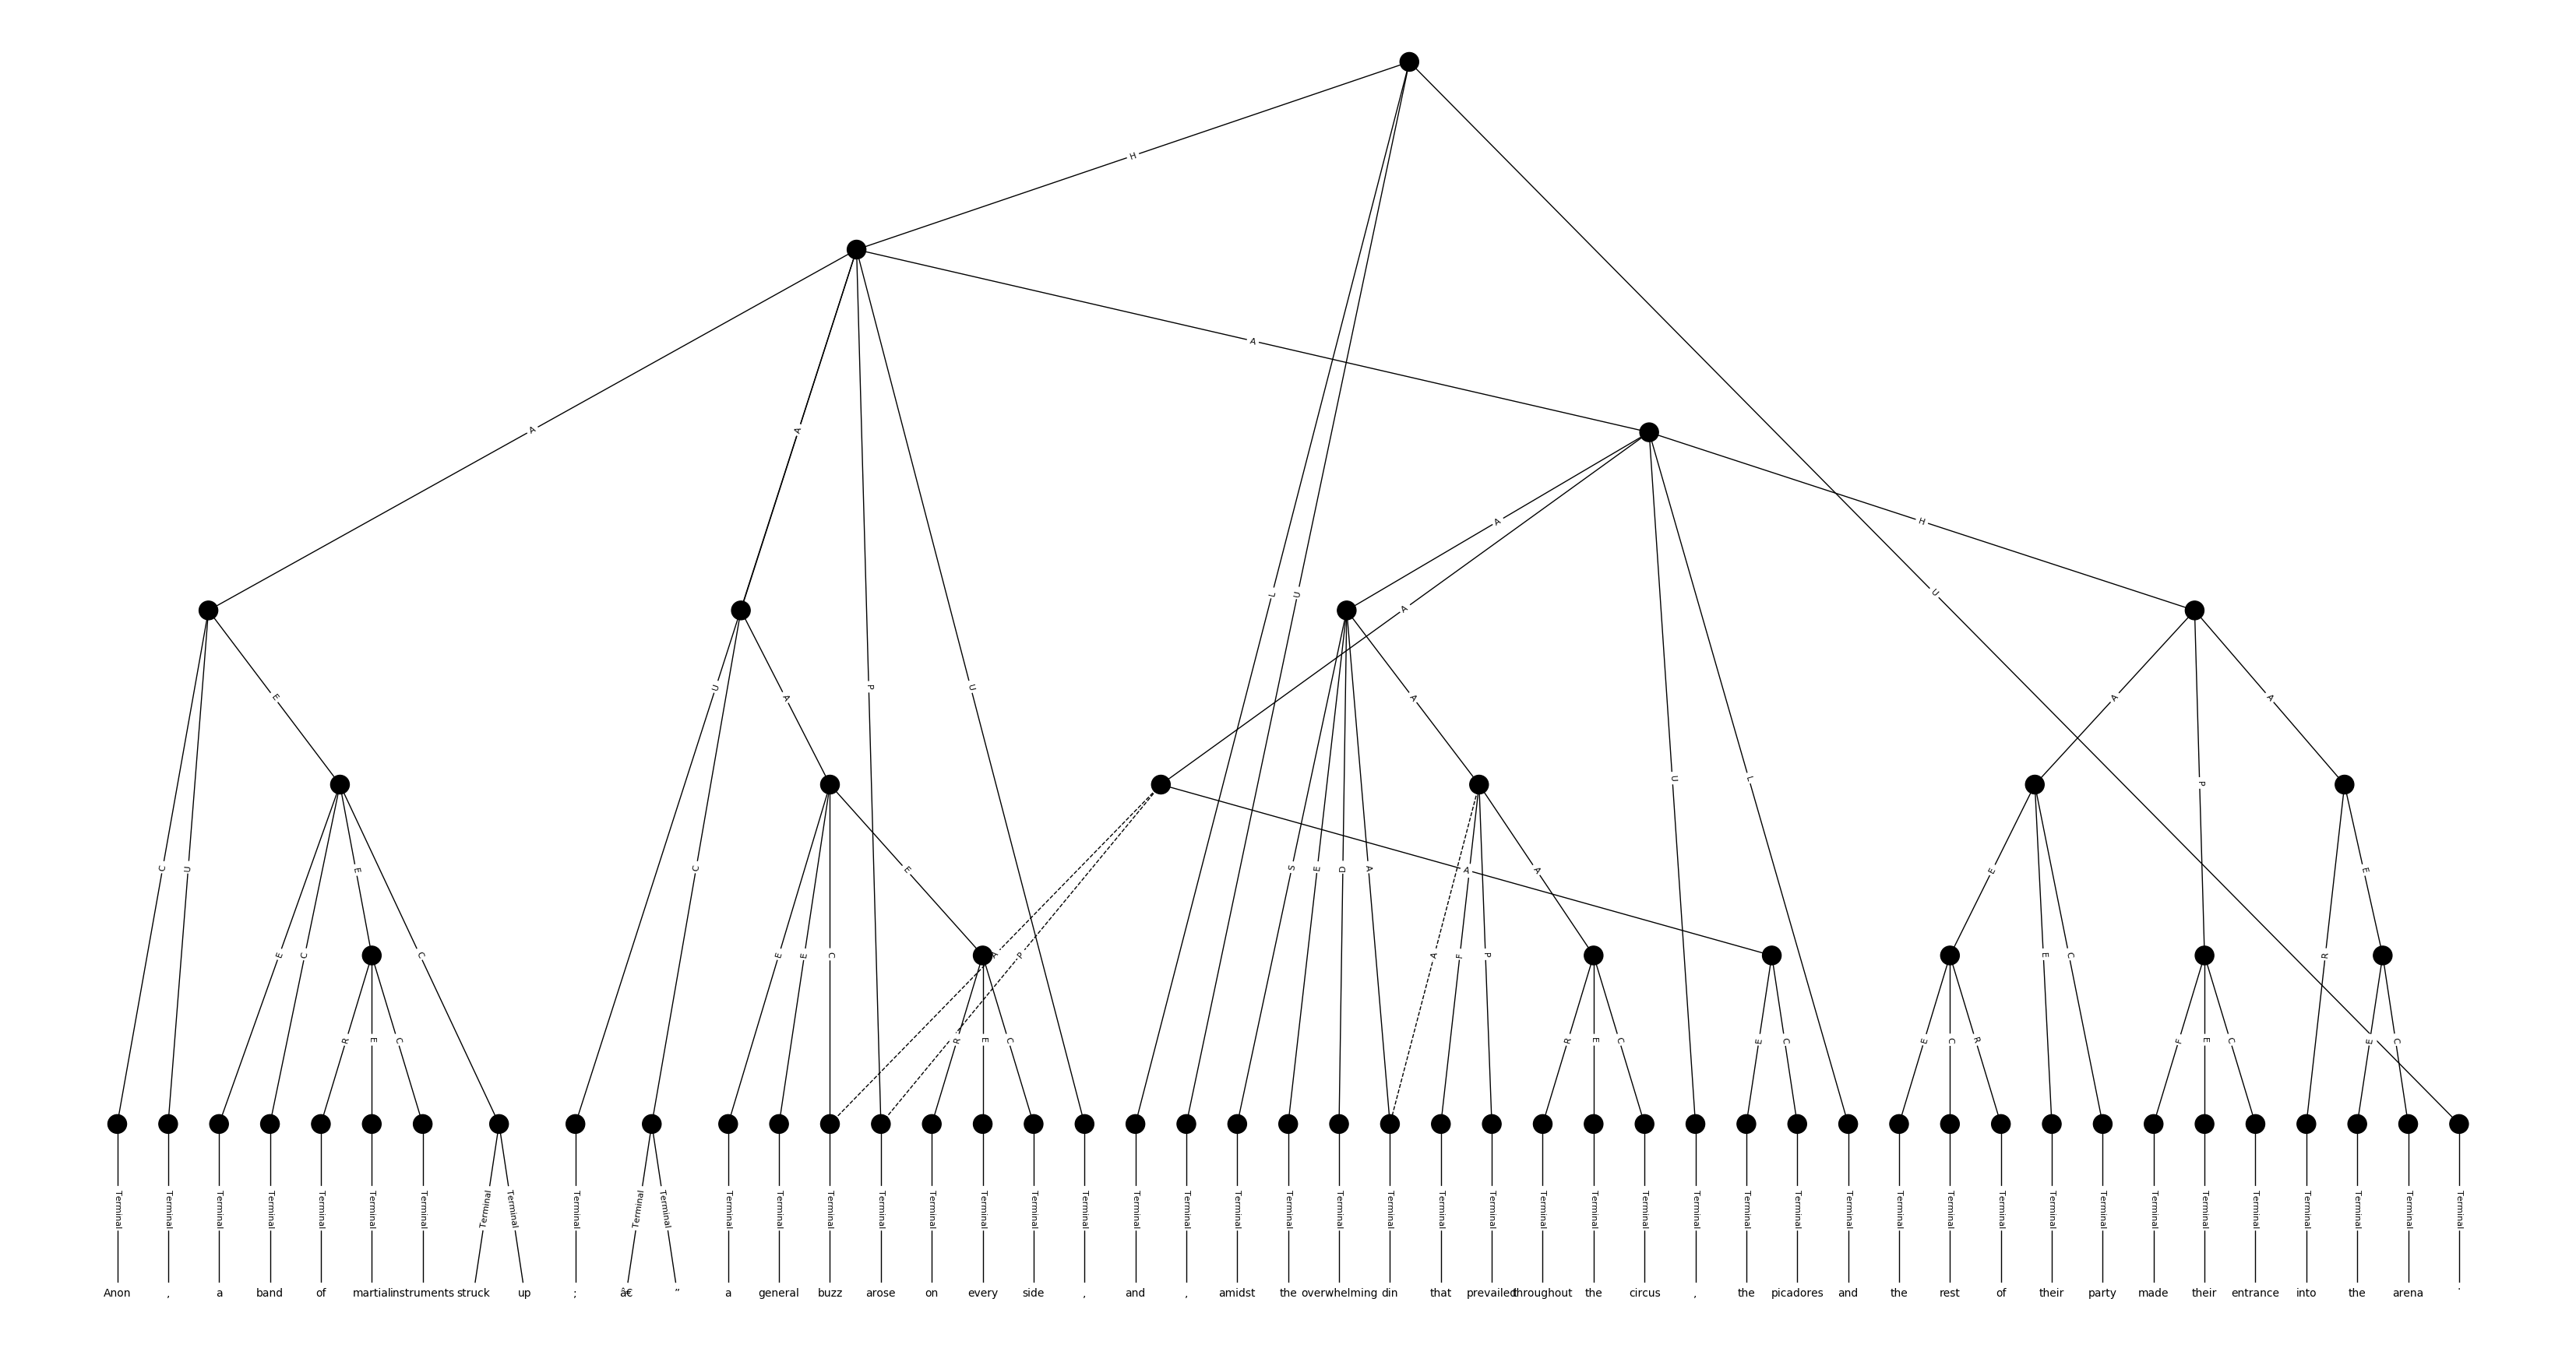 H
A
A
A
A
A
L
U
H
U
E
U
A
P
U
A
A
P
A
U
L
C
U
E
C
E
S
E
D
A
A
A
E
R
E
E
C
C
E
E
C
A
P
A
F
P
E
C
R
R
E
C
R
E
C
R
E
C
E
C
E
C
R
F
E
C
E
C
Terminal Terminal Terminal Terminal Terminal Terminal Terminal Terminal Terminal Terminal Terminal Terminal Terminal Terminal Terminal Terminal Terminal Terminal Terminal Terminal Terminal Terminal Terminal Terminal Terminal Terminal Terminal Terminal Terminal Terminal Terminal Terminal Terminal Terminal Terminal Terminal Terminal Terminal Terminal Terminal Terminal Terminal Terminal Terminal Terminal Terminal Terminal
Anon , a band of martial instruments struck up ; â€ ” a general buzz arose on every side , and , amidst the overwhelming din that prevailed throughout the circus , the picadores and the rest of their party made their entrance into the arena .